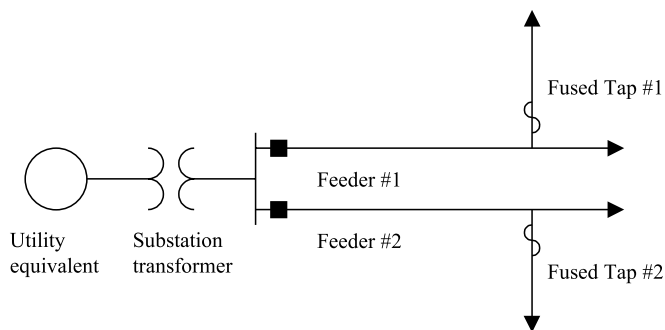 Fused Tap #1
Feeder #1
Utility
equivalent
Substation
transformer
Feeder #2
Fused Tap #2